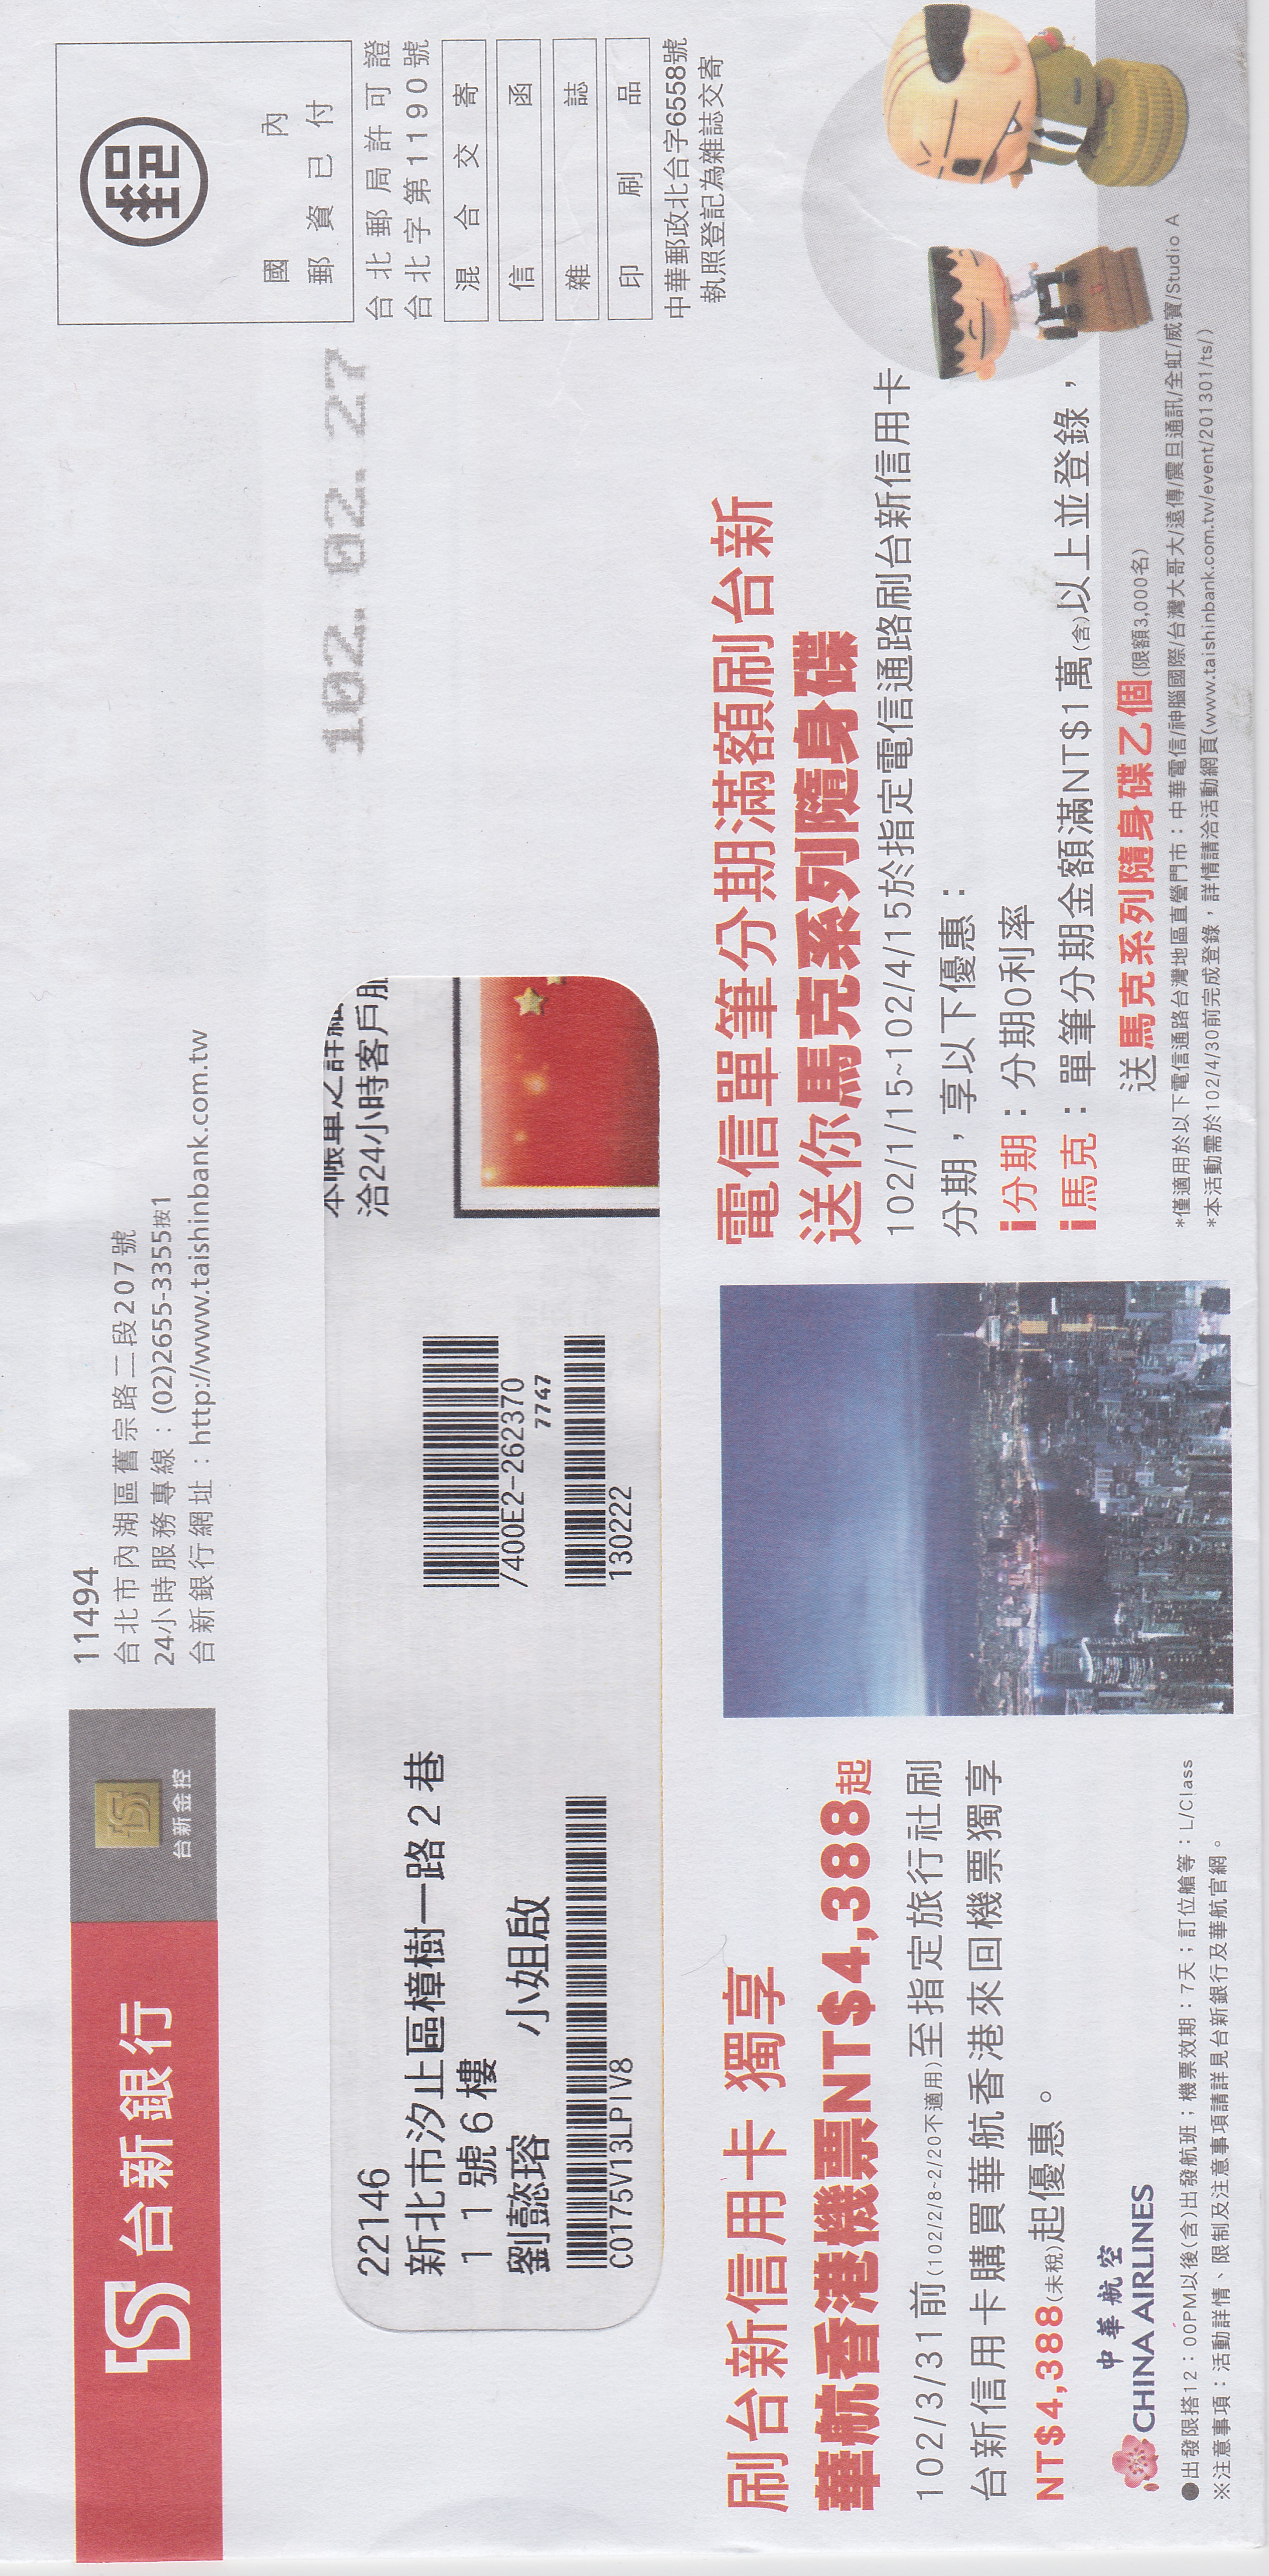 台新銀行
台新金控
11494
台北市內湖區舊宗路二段207號
24小時服務專線：(02)2655-3355按1
台新銀行網址：http://www.taishinbank.com.tw
國內
郵資已付
台北郵局許可證
台北字第1190號
混合交寄
信函
雜誌
印刷品
中華郵政北台字6558號
執照登記為雜誌交寄
102.02.27
22146
新北市汐止區樟樹一路2巷
11號6樓
劉懿瑢 小姐啟
C0175V13LPIV8
/400E2-262370
7747
130222
洽24小時客戶服
刷台新信用卡 獨享
華航香港機票NT$4,388起
102/3/31前(102/2/8~2/20不適用)至指定旅行社刷
台新信用卡購買華航香港來回機票獨享
NT$4,388(未稅)起優惠。
中華航空
CHINA AIRLINES
●出發限搭12：00PM以後(含)出發航班；機票效期：7天；訂位艙等：L/Class
※注意事項：活動詳情、限制及注意事項請詳見台新銀行及華航官網。
電信單筆分期滿額刷台新
送你馬克系列隨身碟
102/1/15~102/4/15於指定電信通路刷台新信用卡
分期，享以下優惠：
i分期：分期0利率
i馬克：單筆分期金額滿NT$1萬(含)以上並登錄，
送馬克系列隨身碟乙個(限額3,000名)
*僅適用於以下電信通路台灣地區直營門市：中華電信/神腦國際/台灣大哥大/遠傳/震旦通訊/全虹/威寶/Studio A
*本活動需於102/4/30前完成登錄，詳情請洽活動網頁(www.taishinbank.com.tw/event/201301/ts/)